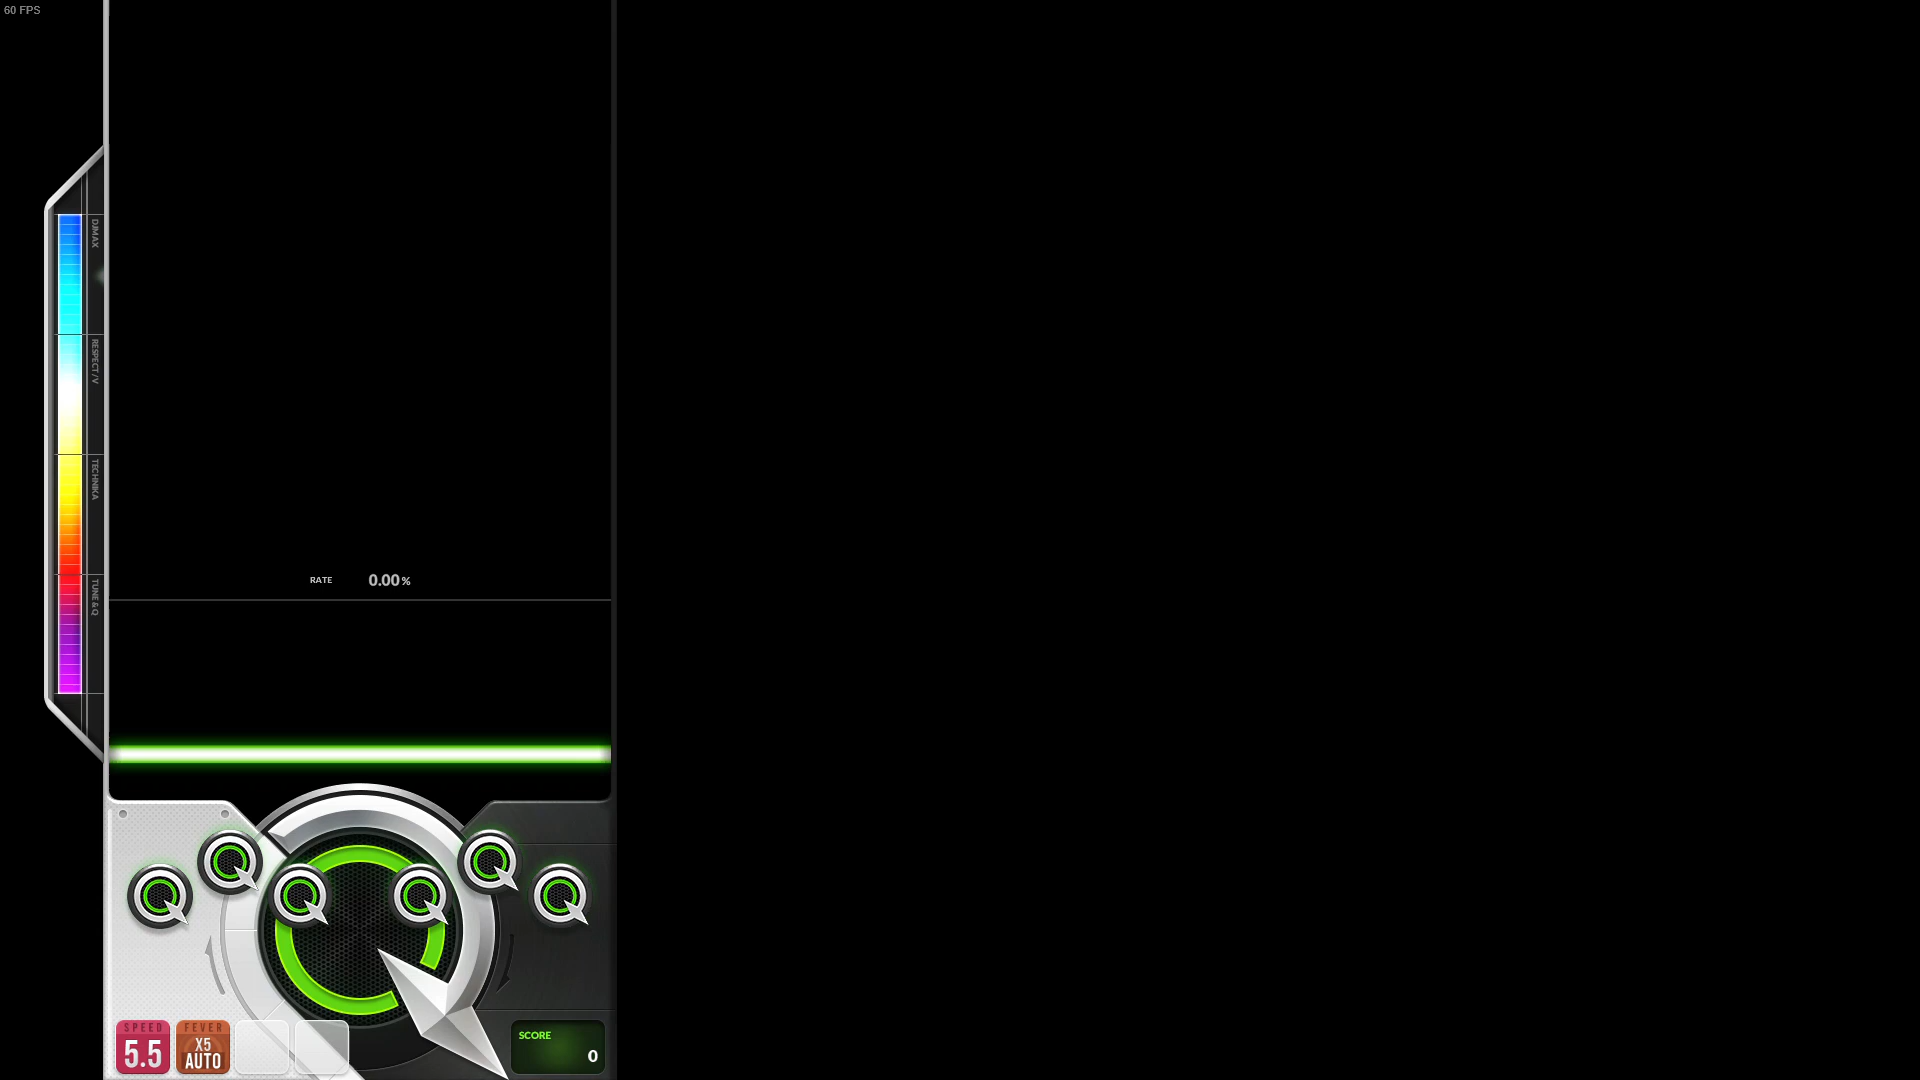 60 FPS
DJMAX
RESPECT/V
TECHNIKA
TUNE&Q
RATE 0.00%
SPEED
5.5
FEVER
X5
AUTO
SCORE
0